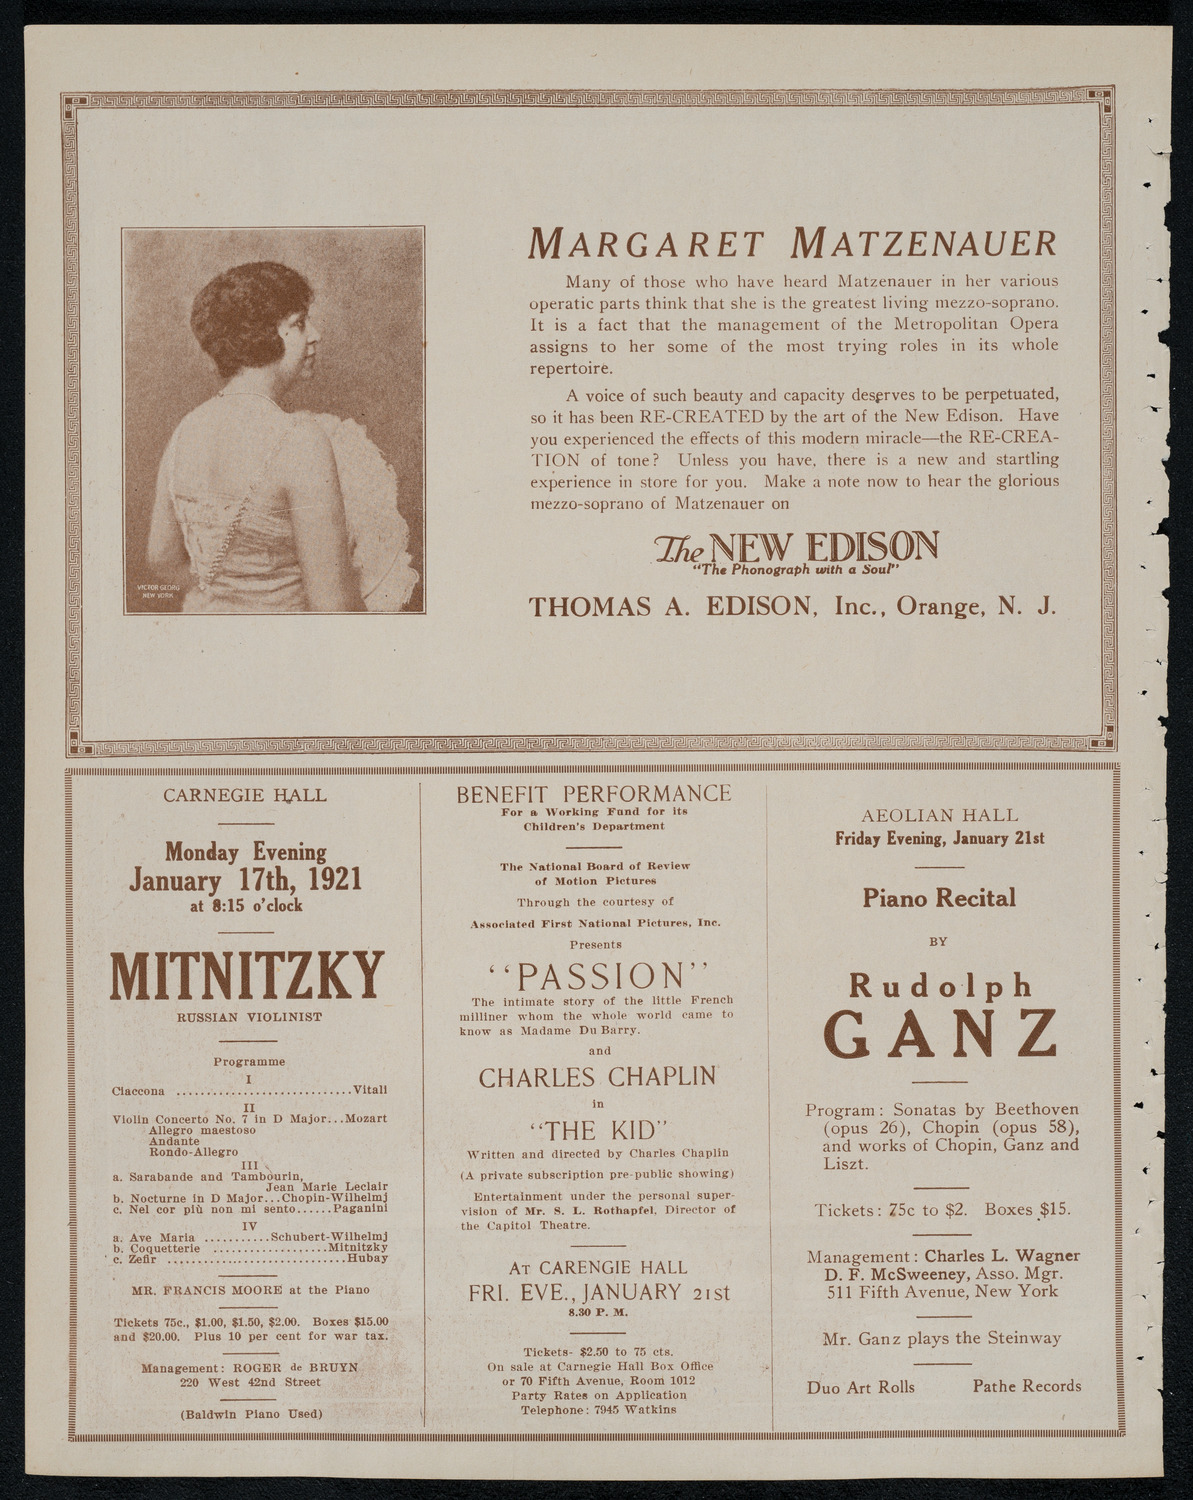 MARGARET MATZENAUER
Many of those who have heard Matzenauer in her various
operatic parts think that she is the greatest living mezzo-soprano.
It is a fact that the management of the Metropolitan Opera
assigns to her some of the most trying roles in its whole
repertoire.
A voice of such beauty and capacity deserves to be perpetuated,
so it has been RE-CREATED by the art of the New Edison. Have
you experienced the effects of this modern miracle—the RE-CREA-
TION of tone? Unless you have, there is a new and startling
experience in store for you. Make a note now to hear the glorious
mezzo-soprano of Matzenauer on
The NEW EDISON
"The Phonograph with a Soul"
THOMAS A. EDISON, Inc., Orange, N. J.
VICTOR GEORG
NEW YORK
CARNEGIE HALL
Monday Evening
January 17th, 1921
at 8:15 o'clock
MITNITZKY
RUSSIAN VIOLINIST
Programme
I
Ciaccona ............................Vitali
II
Violin Concerto No. 7 in D Major...Mozart
Allegro maestoso
Andante
Rondo-Allegro
III
a. Sarabande and Tambourin,
Jean Marie Leclair
b. Nocturne in D Major...Chopin-Wilhelmj
c. Nel cor più non mi sento......Paganini
IV
a. Ave Maria ...........Schubert-Wilhelmj
b. Coquetterie ...................Mitnitzky
c. Zefir .............................Hubay
MR. FRANCIS MOORE at the Piano
Tickets 75c., $1.00, $1.50, $2.00. Boxes $15.00
and $20.00. Plus 10 per cent for war tax.
Management: ROGER de BRUYN
220 West 42nd Street
(Baldwin Piano Used)
BENEFIT PERFORMANCE
For a Working Fund for its
Children's Department
The National Board of Review
of Motion Pictures
Through the courtesy of
Associated First National Pictures, Inc.
Presents
"PASSION"
The intimate story of the little French
milliner whom the whole world came to
know as Madame Du Barry.
and
CHARLES CHAPLIN
in
"THE KID"
Written and directed by Charles Chaplin
(A private subscription pre-public showing)
Entertainment under the personal super-
vision of Mr. S. L. Rothapfel, Director of
the Capitol Theatre.
AT CARENGIE HALL
FRI. EVE., JANUARY 21st
8.30 P. M.
Tickets- $2.50 to 75 cts.
On sale at Carnegie Hall Box Office
or 70 Fifth Avenue, Room 1012
Party Rates on Application
Telephone: 7945 Watkins
AEOLIAN HALL
Friday Evening, January 21st
Piano Recital
BY
Rudolph
GANZ
Program: Sonatas by Beethoven
(opus 26), Chopin (opus 58),
and works of Chopin, Ganz and
Liszt.
Tickets: 75c to $2. Boxes $15.
Management: Charles L. Wagner
D. F. McSweeney, Asso. Mgr.
511 Fifth Avenue, New York
Mr. Ganz plays the Steinway
Duo Art Rolls Pathe Records